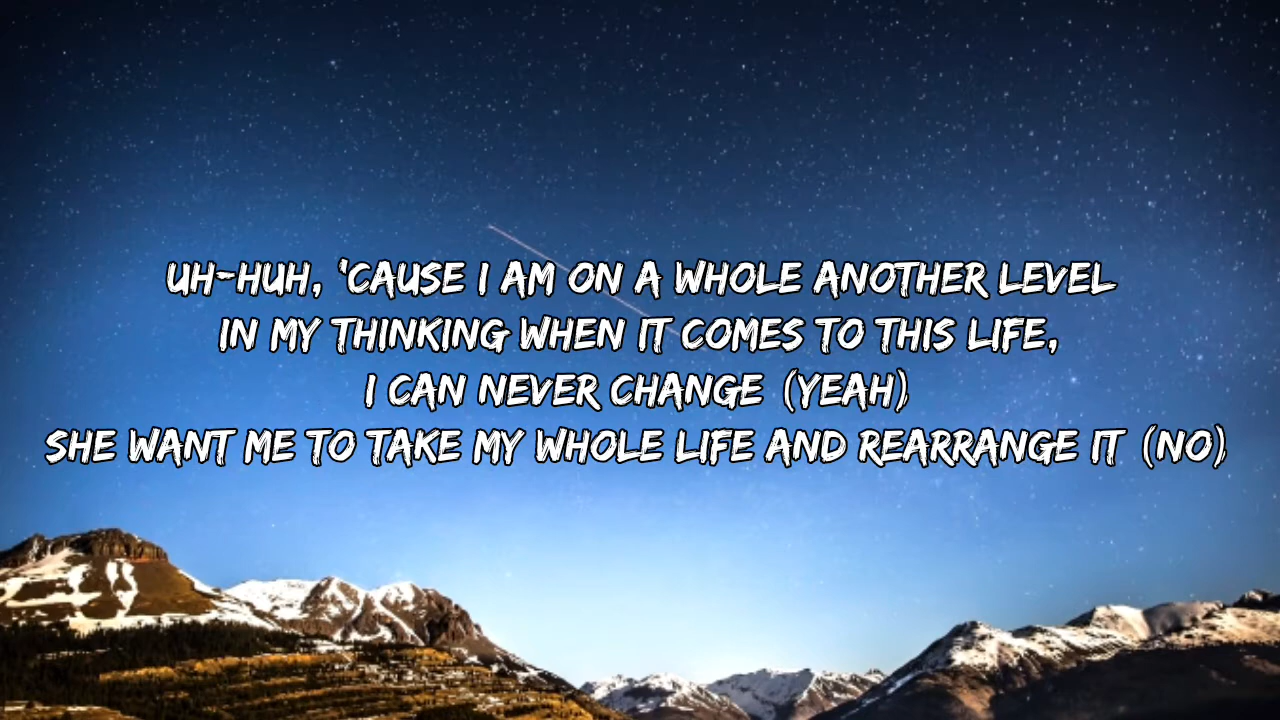 UH-HUH, 'CAUSE I AM ON A WHOLE ANOTHER LEVEL
IN MY THINKING WHEN IT COMES TO THIS LIFE,
I CAN NEVER CHANGE (YEAH)
SHE WANT ME TO TAKE MY WHOLE LIFE AND REARRANGE IT (NO)